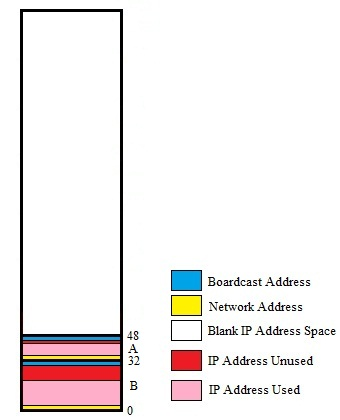 48
A
32
B
0
Boardcast Address
Network Address
Blank IP Address Space
IP Address Unused
IP Address Used